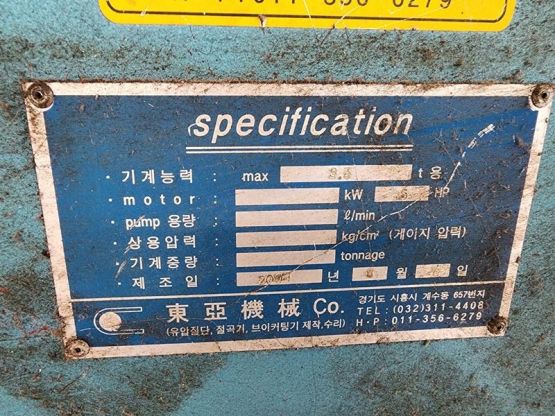 011 356 6279
specification
· 기계능력 : max t 용
· motor : kW HP
· pump 용량 : ℓ/min
· 상용압력 : kg/cm² (게이지 압력)
· 기계중량 : tonnage
· 제 조 일 : 년 월 일
東亞機械 Co.
(유압집단, 절곡기, 브이커팅기 제작,수리)
경기도 시흥시 계수동 657번지
TEL : (032)311-4408
H · P : 011-356-6279